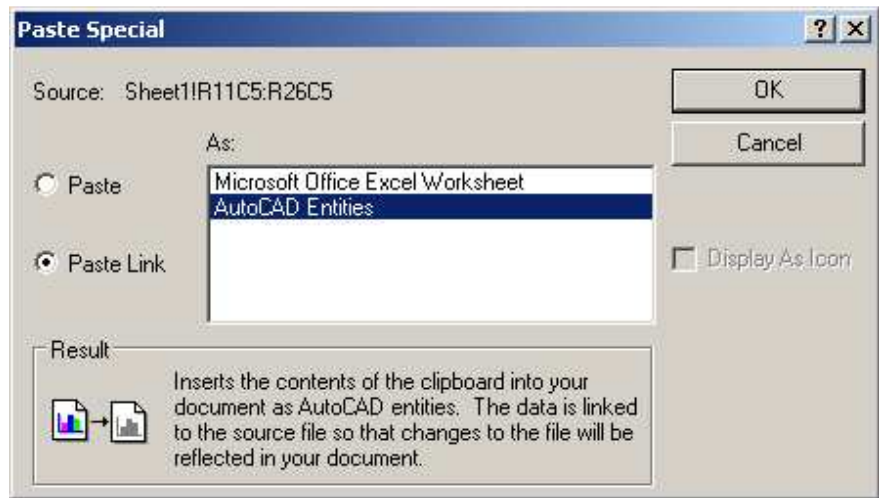 Paste Special
Source: Sheet1!R11C5:R26C5
OK
As:
Cancel
Paste
Microsoft Office Excel Worksheet
AutoCAD Entities
Paste Link
Display As Icon
Result
Inserts the contents of the clipboard into your
document as AutoCAD entities. The data is linked
to the source file so that changes to the file will be
reflected in your document.